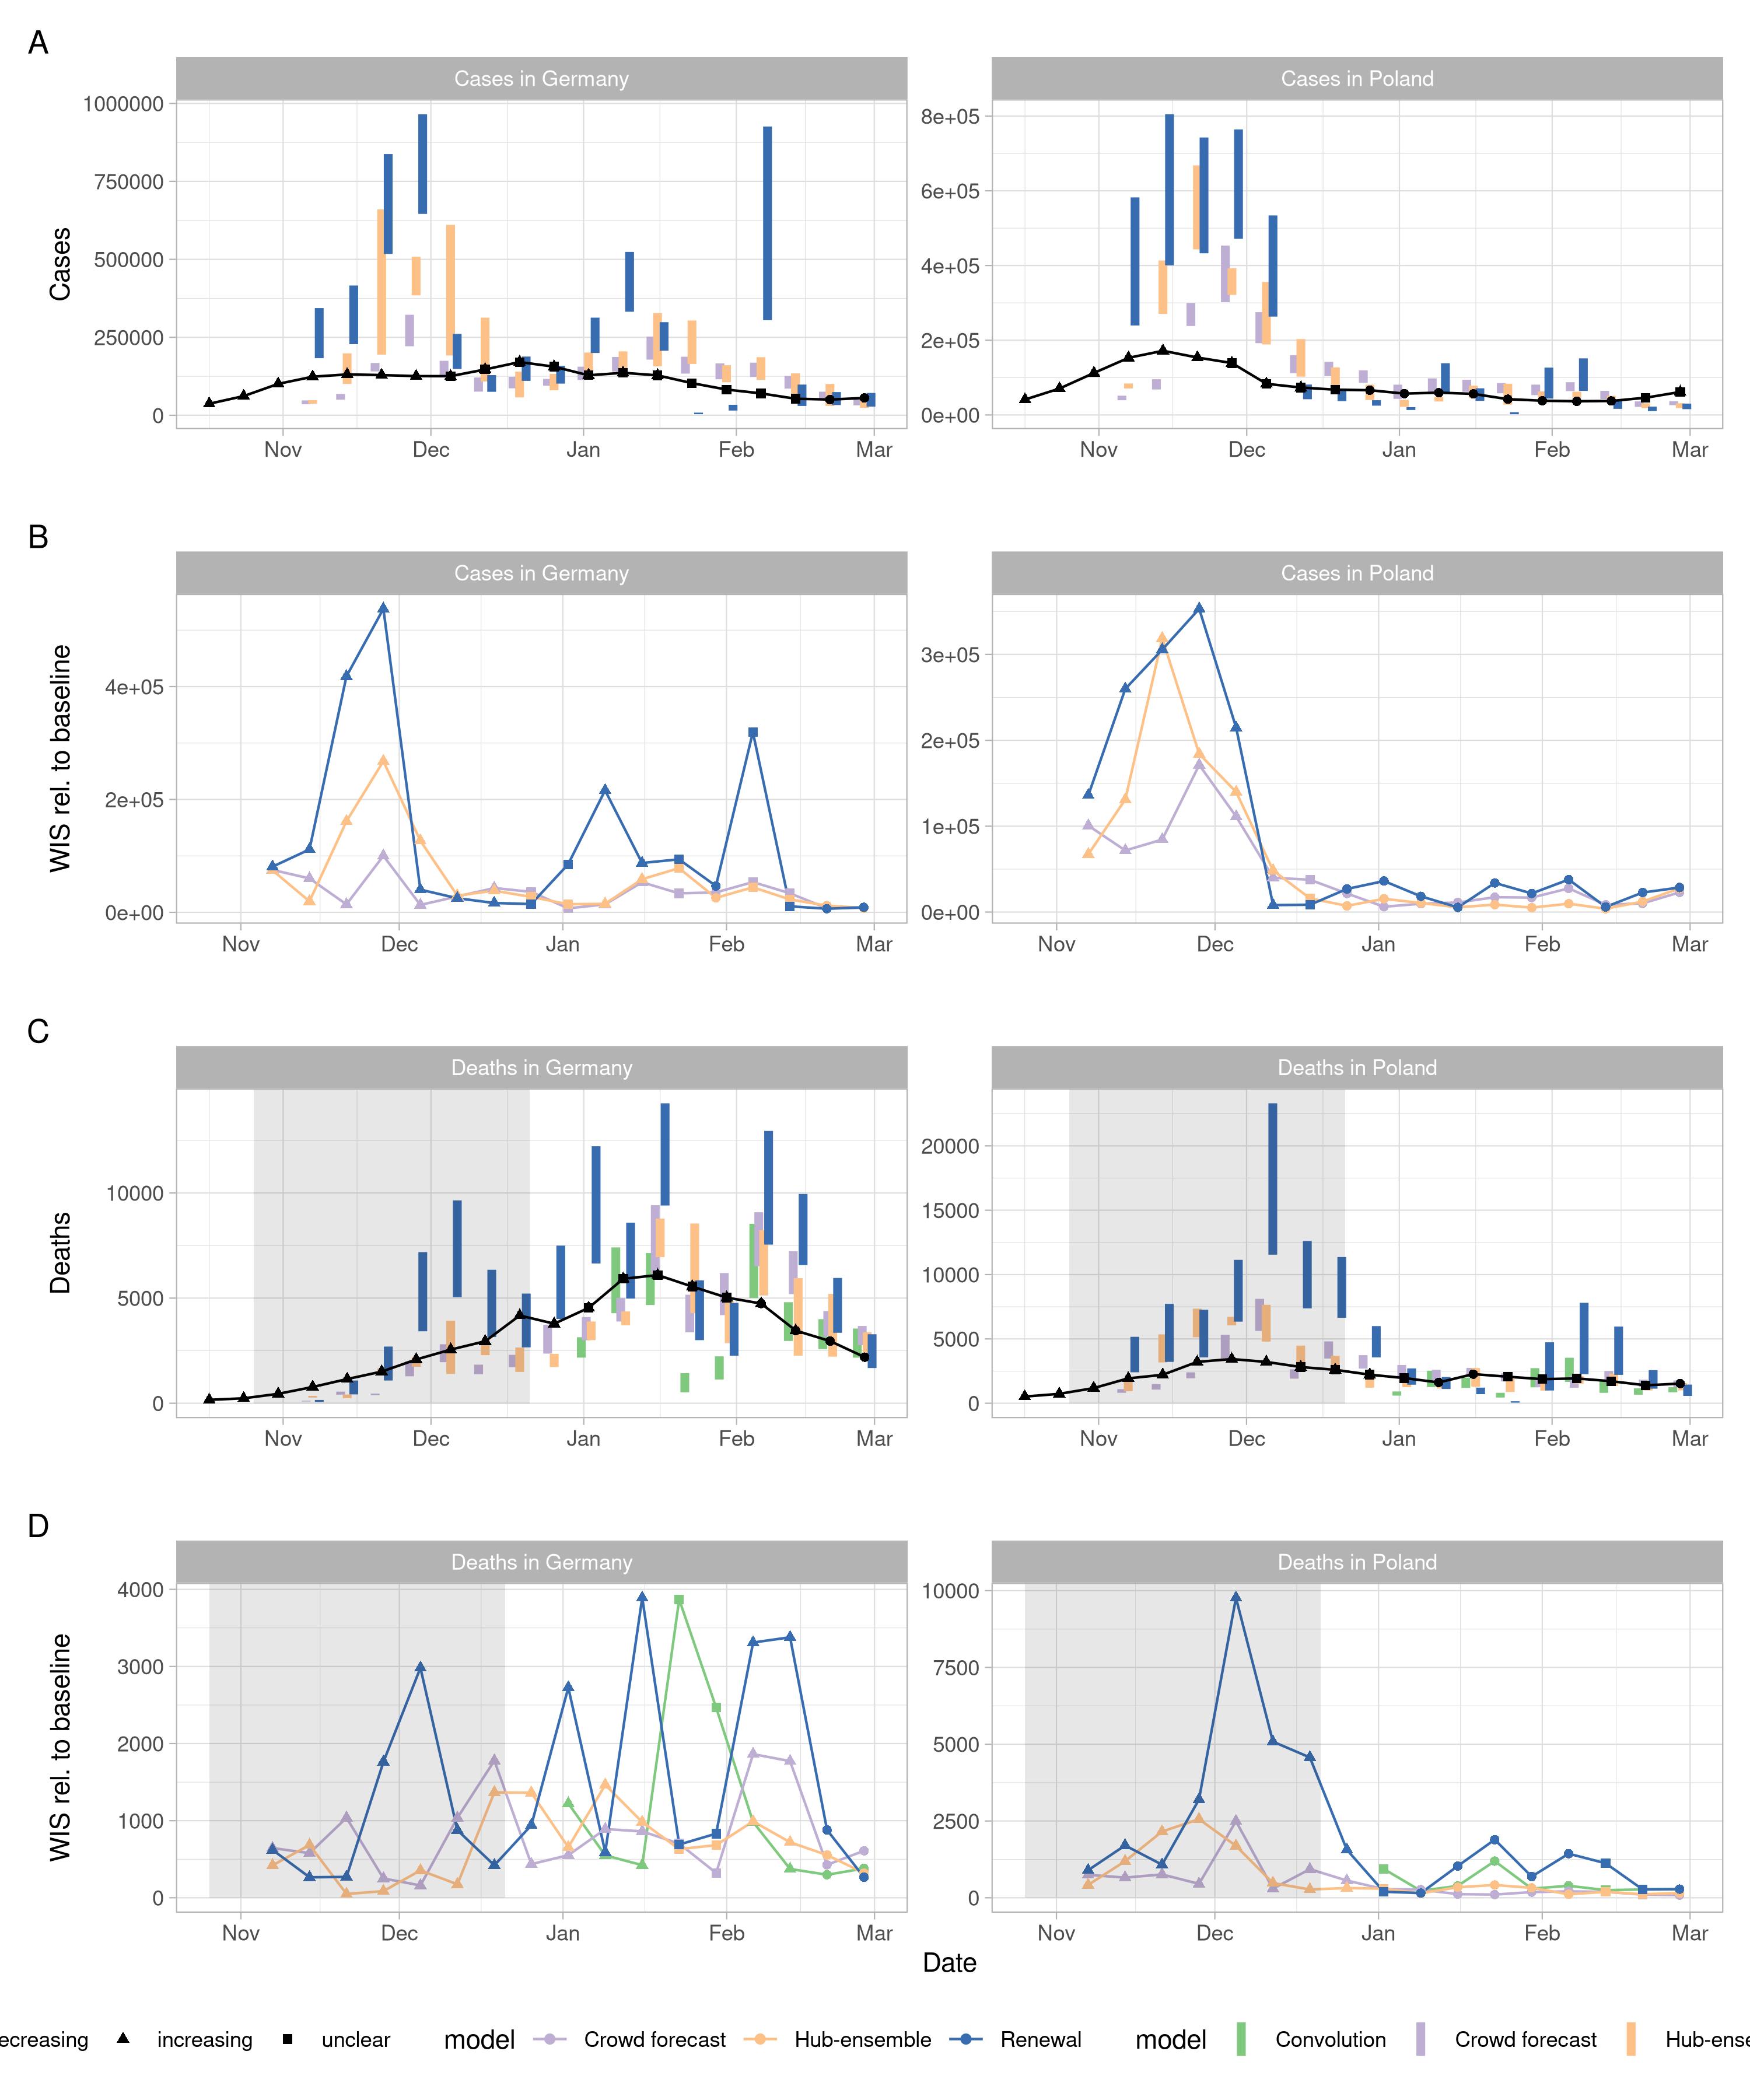 A
Cases in Germany
Cases in Poland
Cases
1000000
750000
500000
250000
0
8e+05
6e+05
4e+05
2e+05
0e+00
Nov Dec Jan Feb Mar
Nov Dec Jan Feb Mar
B
Cases in Germany
Cases in Poland
WIS rel. to baseline
4e+05
2e+05
0e+00
3e+05
2e+05
1e+05
0e+00
Nov Dec Jan Feb Mar
Nov Dec Jan Feb Mar
C
Deaths in Germany
Deaths in Poland
Deaths
10000
5000
0
20000
15000
10000
5000
0
Nov Dec Jan Feb Mar
Nov Dec Jan Feb Mar
D
Deaths in Germany
Deaths in Poland
WIS rel. to baseline
4000
3000
2000
1000
0
10000
7500
5000
2500
0
Nov Dec Jan Feb Mar
Nov Dec Jan Feb Mar
Date
ecreasing increasing unclear model Crowd forecast Hub-ensemble Renewal model Convolution Crowd forecast Hub-ense